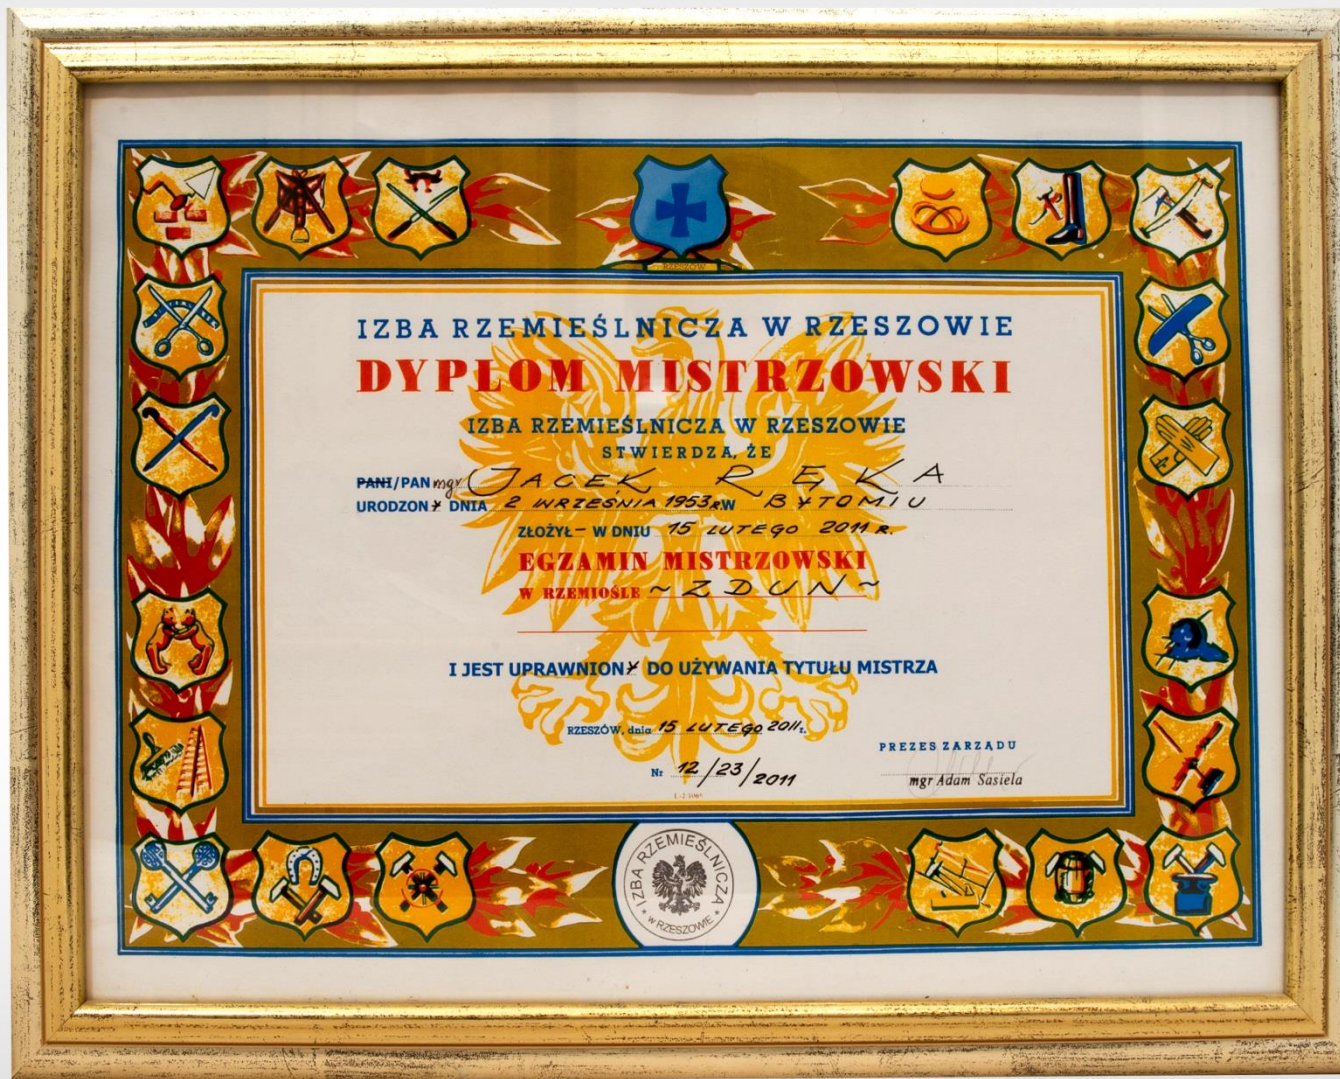 RZESZÓW
IZBA RZEMIEŚLNICZA W RZESZOWIE
DYPLOM MISTRZOWSKI
IZBA RZEMIEŚLNICZA W RZESZOWIE
STWIERDZA, ŻE
PANI/PAN mgr JACEK RĘKA
URODZONY DNIA 2 WRZEŚNIA 1953 R. W BYTOMIU
ZŁOŻYŁ – W DNIU 15 LUTEGO 2011 R.
EGZAMIN MISTRZOWSKI
W RZEMIOŚLE ~ ZDUN ~
I JEST UPRAWNIONY DO UŻYWANIA TYTUŁU MISTRZA
RZESZÓW, dnia 15 LUTEGO 2011 r.
PREZES ZARZĄDU
Nr 12/23/2011
mgr Adam Sasiela
IZBA RZEMIEŚLNICZA
* W RZESZOWIE *